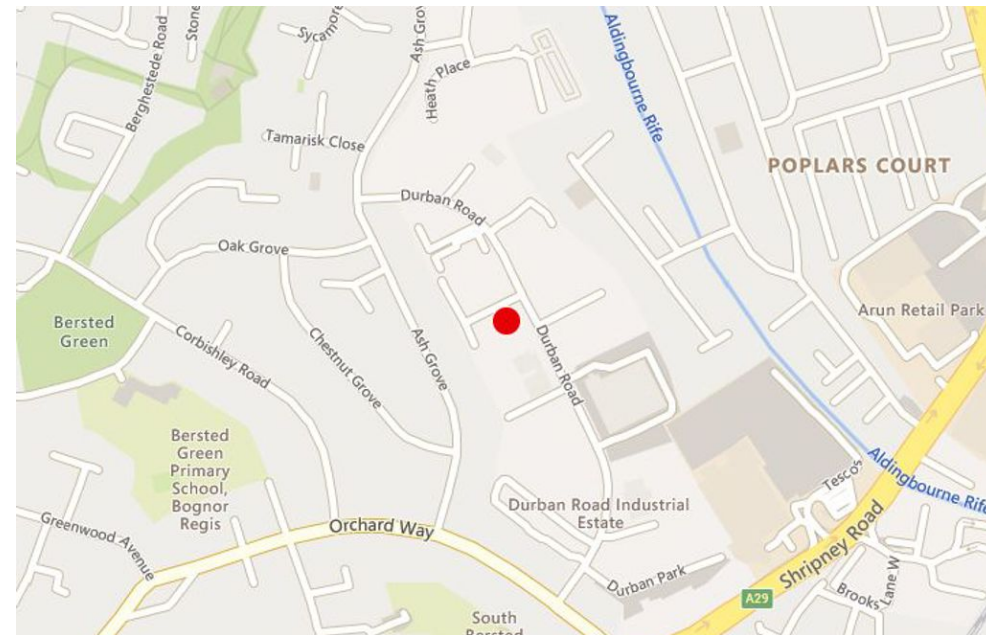 Berghestede Road
Stone
Sycamore
Ash Grove
Heath Place
Aldingbourne Rife
Tamarisk Close
POPLARS COURT
Durban Road
Oak Grove
Bersted
Green
Corbishley Road
Chestnut Grove
Ash Grove
Durban Road
Arun Retail Park
Bersted
Green
Primary
School,
Bognor
Regis
Tescos
Aldingbourne Rife
Greenwood Avenue
Orchard Way
Durban Road Industrial
Estate
Shripney Road
Durban Park
A29
Brooks
Lane W
South
Bersted